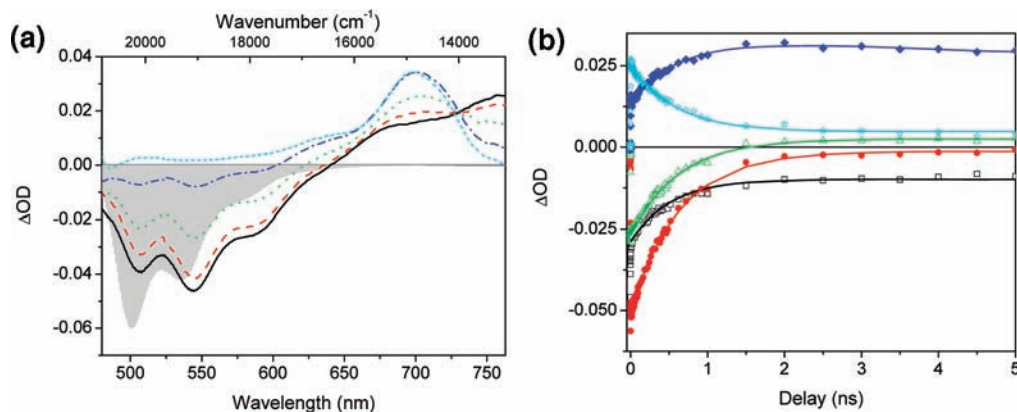 (a)
Wavenumber (cm⁻¹)
20000 18000 16000 14000
0.04
0.02
0.00
-0.02
-0.04
-0.06
ΔOD
500 550 600 650 700 750
Wavelength (nm)
(b)
0.025
0.000
-0.025
-0.050
ΔOD
0 1 2 3 4 5
Delay (ns)